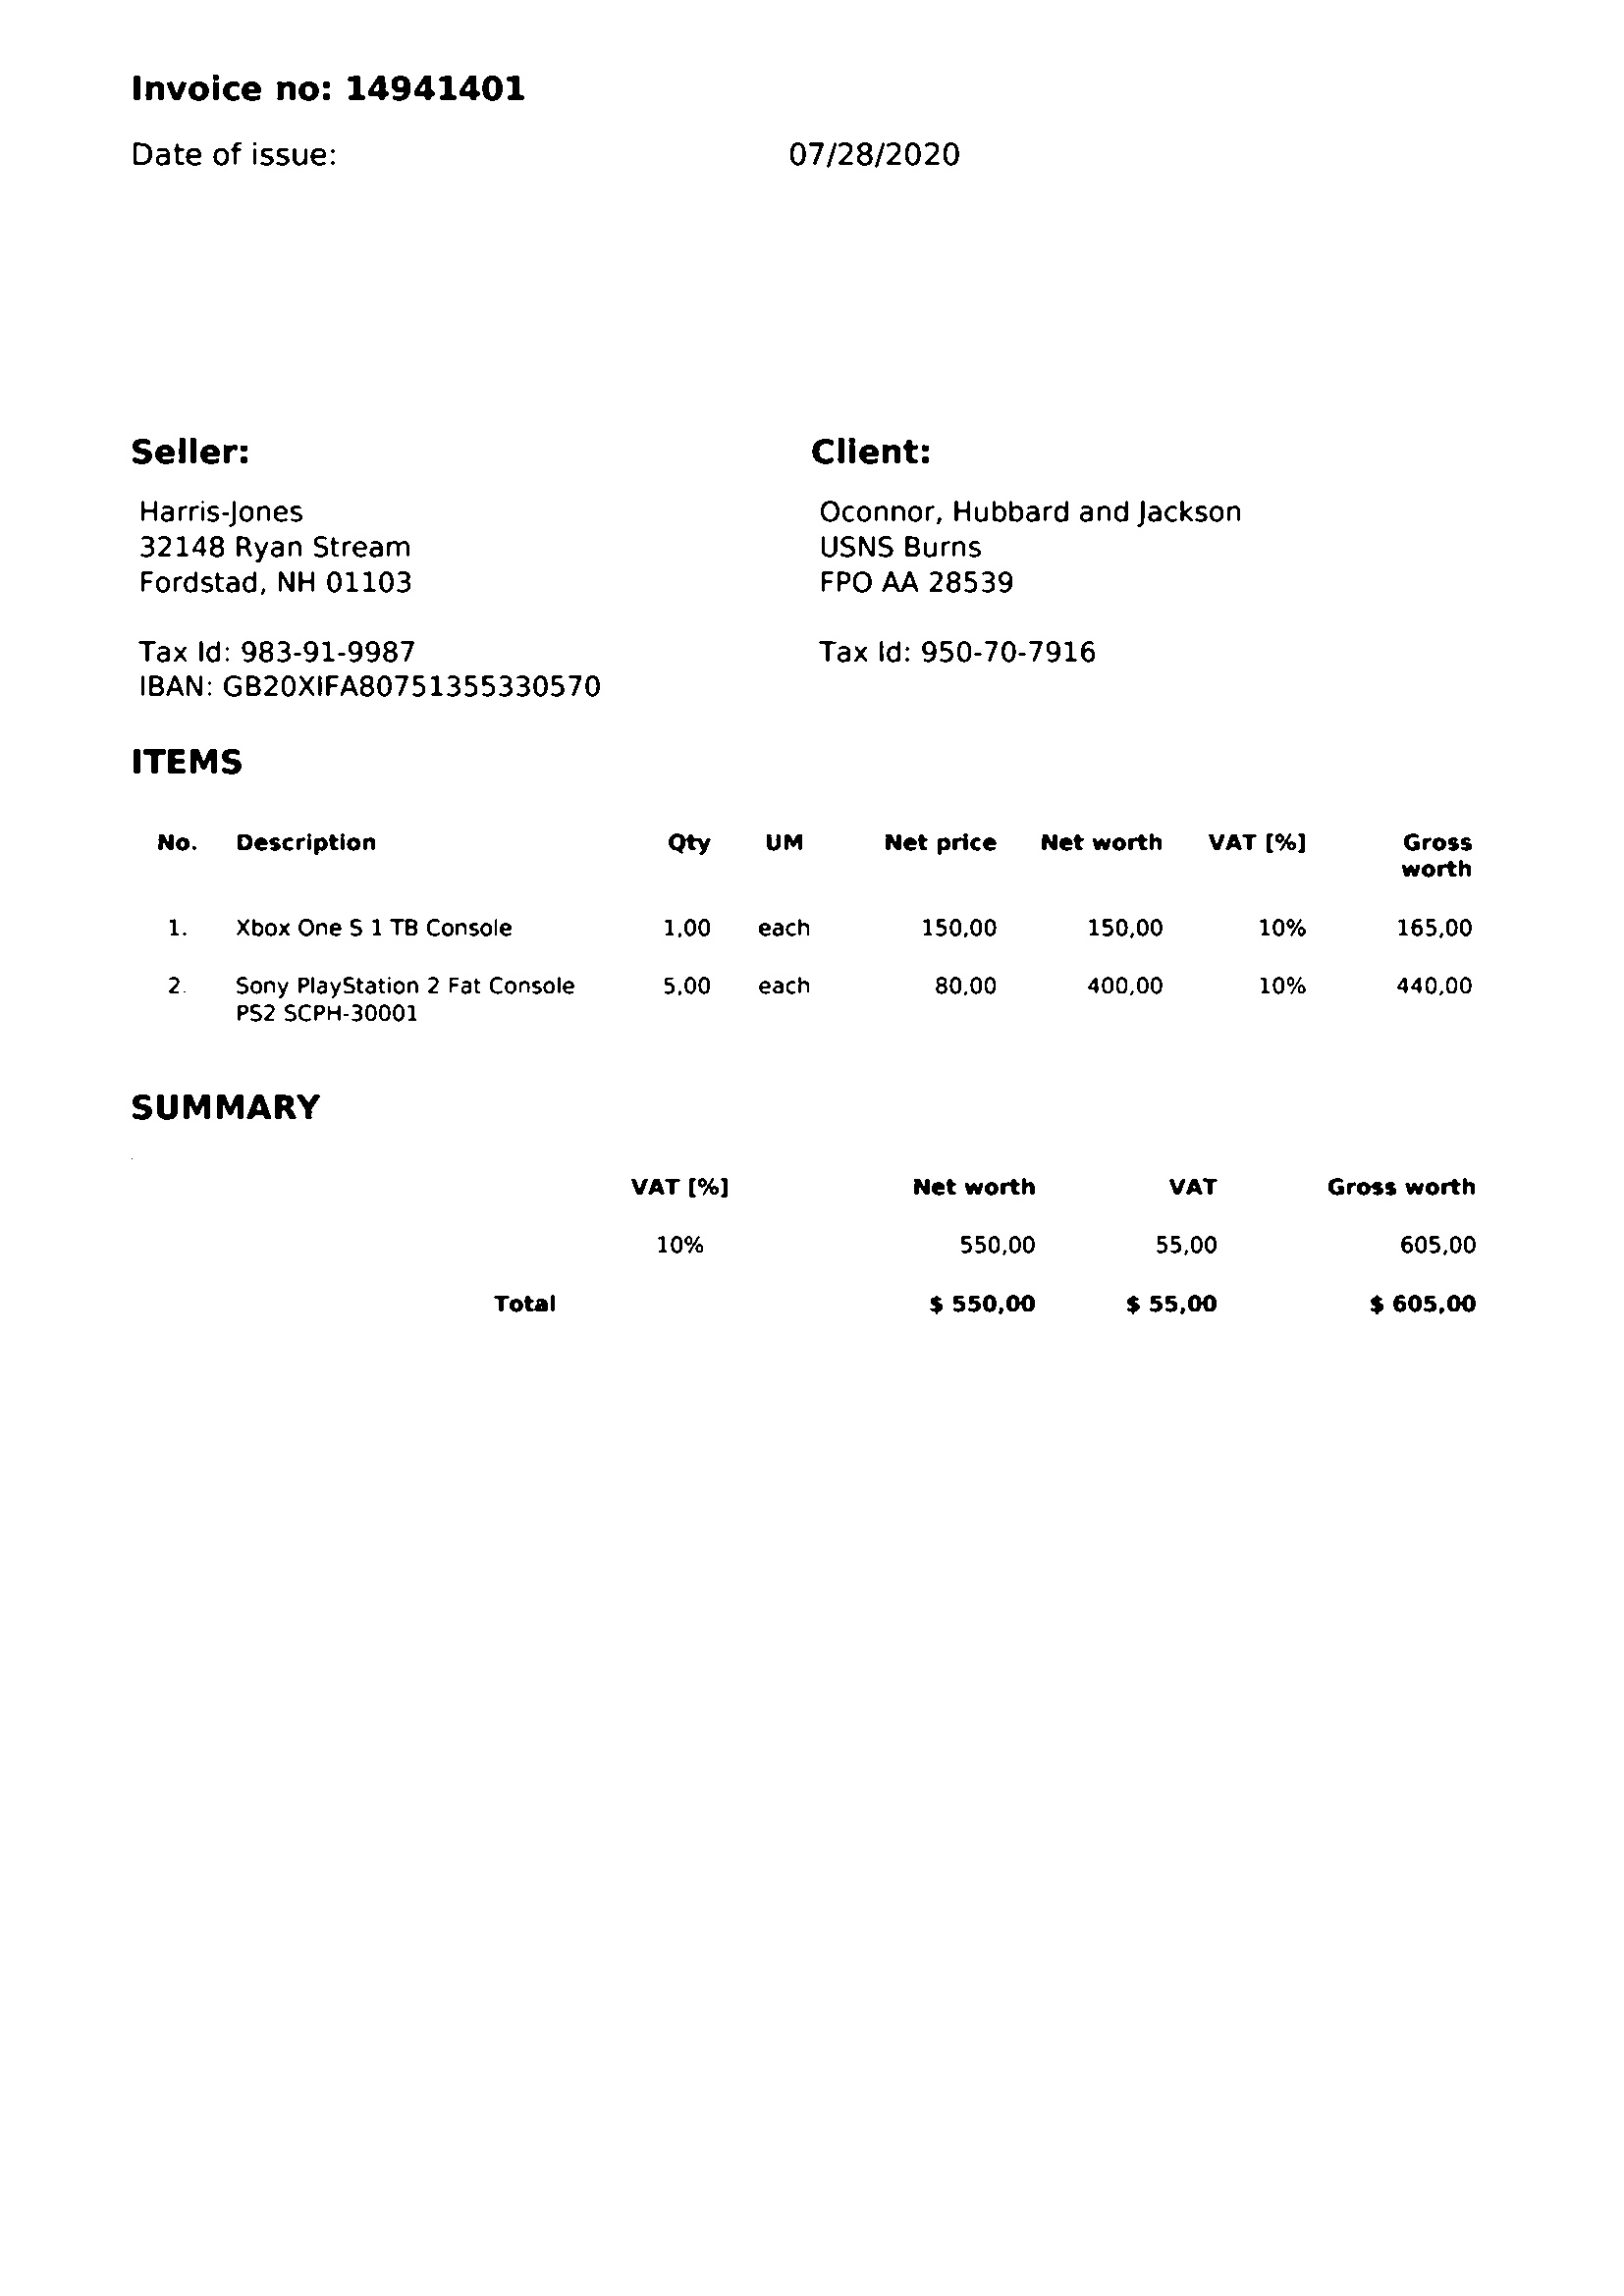 Invoice no: 14941401
Date of issue: 07/28/2020
Seller: Client:
Harris-Jones Oconnor, Hubbard and Jackson
32148 Ryan Stream USNS Burns
Fordstad, NH 01103 FPO AA 28539
Tax Id: 983-91-9987 Tax Id: 950-70-7916
IBAN: GB20XIFA80751355330570
ITEMS
No. Description Qty UM Net price Net worth VAT [%] Gross
worth
1. Xbox One S 1 TB Console 1,00 each 150,00 150,00 10% 165,00
2. Sony PlayStation 2 Fat Console 5,00 each 80,00 400,00 10% 440,00
PS2 SCPH-30001
SUMMARY
VAT [%] Net worth VAT Gross worth
10% 550,00 55,00 605,00
Total $ 550,00 $ 55,00 $ 605,00